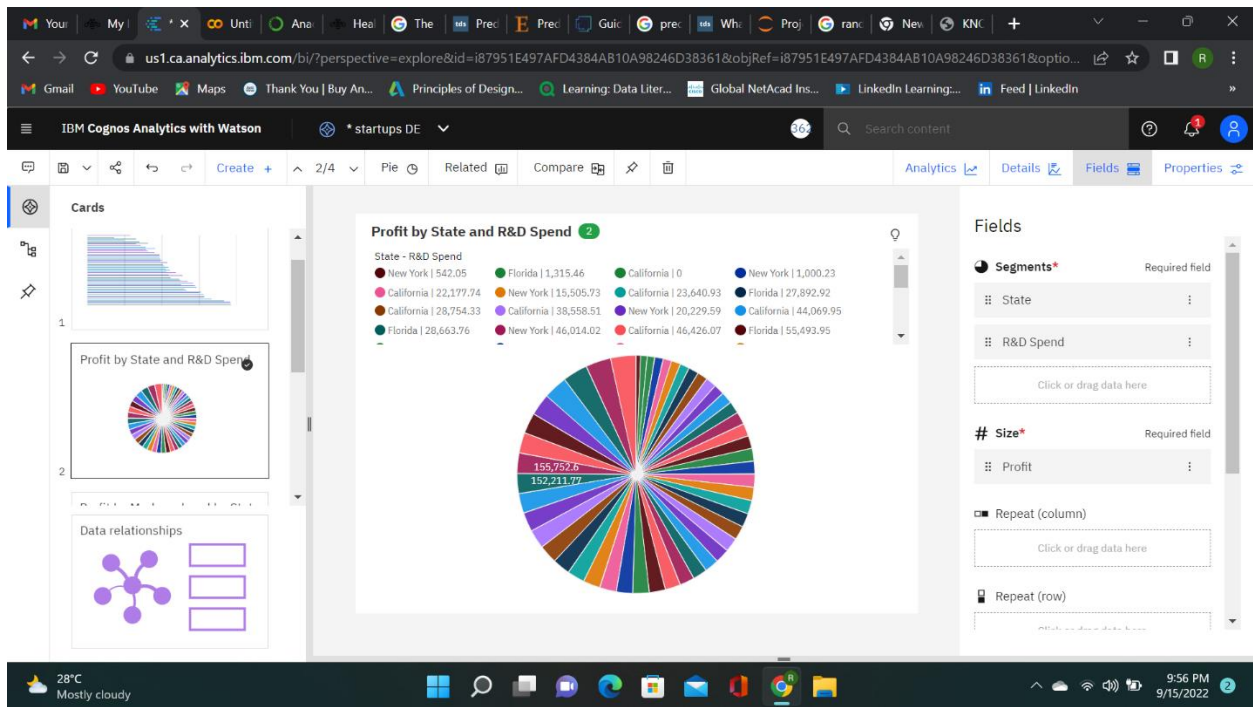 Your
My
* ×
Unti
Ana
Heal
The
tds
Pred
Pred
Guic
prec
tds
Wha
Proj
ranc
New
KNC
us1.ca.analytics.ibm.com/bi/?perspective=explore&id=i87951E497AFD4384AB10A98246D38361&objRef=i87951E497AFD4384AB10A98246D38361&optio...
R
Gmail
YouTube
Maps
Thank You | Buy An...
Principles of Design...
Learning: Data Liter...
Global NetAcad Ins...
LinkedIn Learning:...
Feed | LinkedIn
»
IBM Cognos Analytics with Watson
* startups DE
362
Search content
1
Create +
2/4
Pie
Related
Compare
Analytics
Details
Fields
Properties
Cards
1
Profit by State and R&D Spend
2
Data relationships
Profit by State and R&D Spend 2
State - R&D Spend
New York | 542.05 Florida | 1,315.46 California | 0 New York | 1,000.23
California | 22,177.74 New York | 15,505.73 California | 23,640.93 Florida | 27,892.92
California | 28,754.33 California | 38,558.51 New York | 20,229.59 California | 44,069.95
Florida | 28,663.76 New York | 46,014.02 California | 46,426.07 Florida | 55,493.95
155,752.6
152,211.77
Fields
Segments* Required field
State
R&D Spend
Click or drag data here
Size* Required field
Profit
Repeat (column)
Click or drag data here
Repeat (row)
Click or drag data here
28°C
Mostly cloudy
9:56 PM
9/15/2022
2